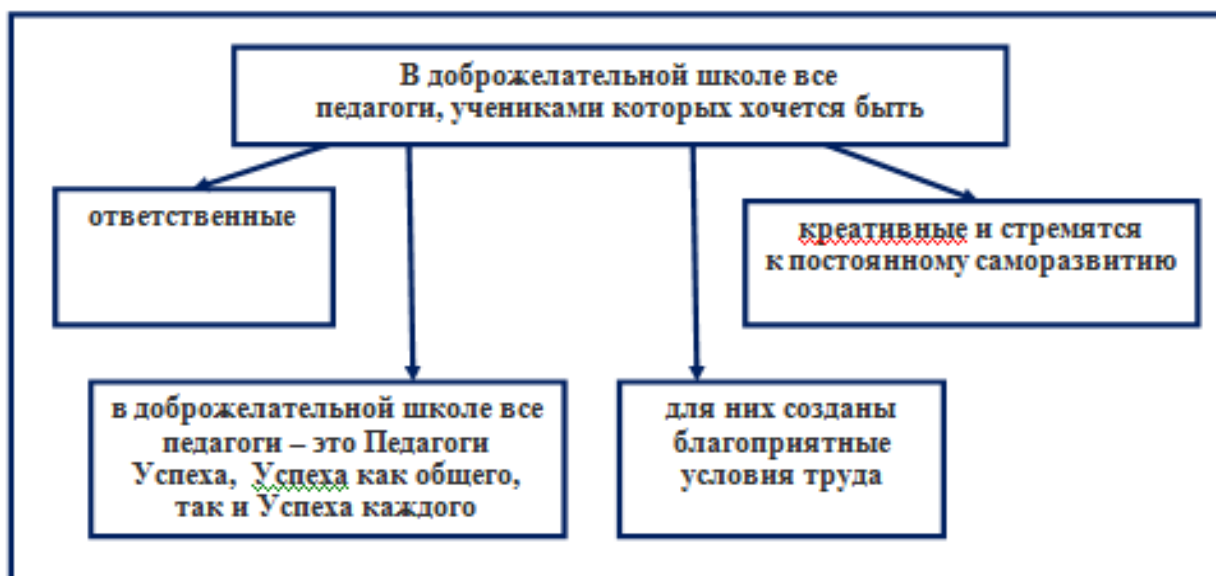 В доброжелательной школе все
педагоги, учениками которых хочется быть
ответственные
креативные и стремятся
к постоянному саморазвитию
в доброжелательной школе все
педагоги – это Педагоги
Успеха, Успеха как общего,
так и Успеха каждого
для них созданы
благоприятные
условия труда